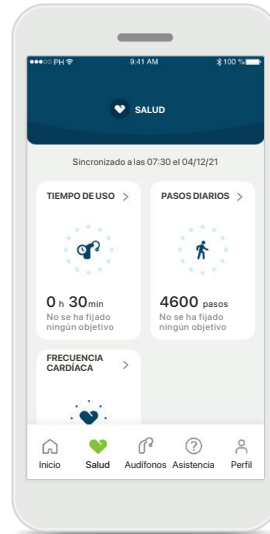 PH 9:41 AM 100 %
SALUD
Sincronizado a las 07:30 el 04/12/21
TIEMPO DE USO
PASOS DIARIOS
0 h 30min
No se ha fijado
ningún objetivo
4600 pasos
No se ha fijado
ningún objetivo
FRECUENCIA
CARDÍACA
Inicio Salud Audífonos Asistencia Perfil